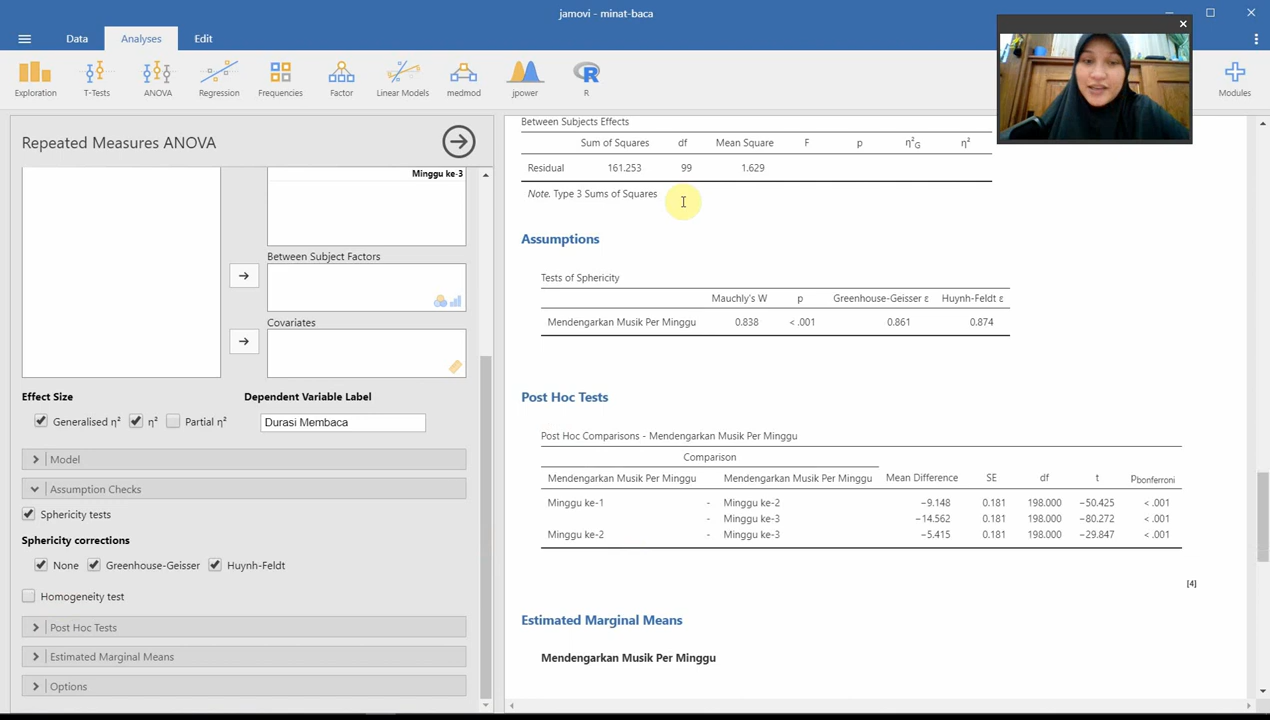 jamovi - minat-baca
Data Analyses Edit
Exploration T-Tests ANOVA Regression Frequencies Factor Linear Models medmod jpower R Modules
Repeated Measures ANOVA
Minggu ke-3
Between Subject Factors
Covariates
Effect Size
Dependent Variable Label
Generalised η² η² Partial η²
Durasi Membaca
Model
Assumption Checks
Sphericity tests
Sphericity corrections
None Greenhouse-Geisser Huynh-Feldt
Homogeneity test
Post Hoc Tests
Estimated Marginal Means
Options
Between Subjects Effects
Sum of Squares df Mean Square F p η²G η²
Residual 161.253 99 1.629
Note. Type 3 Sums of Squares
Assumptions
Tests of Sphericity
Mauchly's W p Greenhouse-Geisser ε Huynh-Feldt ε
Mendengarkan Musik Per Minggu 0.838 < .001 0.861 0.874
Post Hoc Tests
Post Hoc Comparisons - Mendengarkan Musik Per Minggu
Comparison
Mendengarkan Musik Per Minggu Mendengarkan Musik Per Minggu Mean Difference SE df t pbonferroni
Minggu ke-1 - Minggu ke-2 −9.148 0.181 198.000 −50.425 < .001
- Minggu ke-3 −14.562 0.181 198.000 −80.272 < .001
Minggu ke-2 - Minggu ke-3 −5.415 0.181 198.000 −29.847 < .001
[4]
Estimated Marginal Means
Mendengarkan Musik Per Minggu